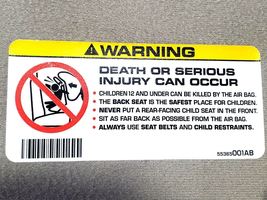 WARNING
DEATH OR SERIOUS
INJURY CAN OCCUR
• CHILDREN 12 AND UNDER CAN BE KILLED BY THE AIR BAG.
• THE BACK SEAT IS THE SAFEST PLACE FOR CHILDREN.
• NEVER PUT A REAR-FACING CHILD SEAT IN THE FRONT.
• SIT AS FAR BACK AS POSSIBLE FROM THE AIR BAG.
• ALWAYS USE SEAT BELTS AND CHILD RESTRAINTS.
55365001AB